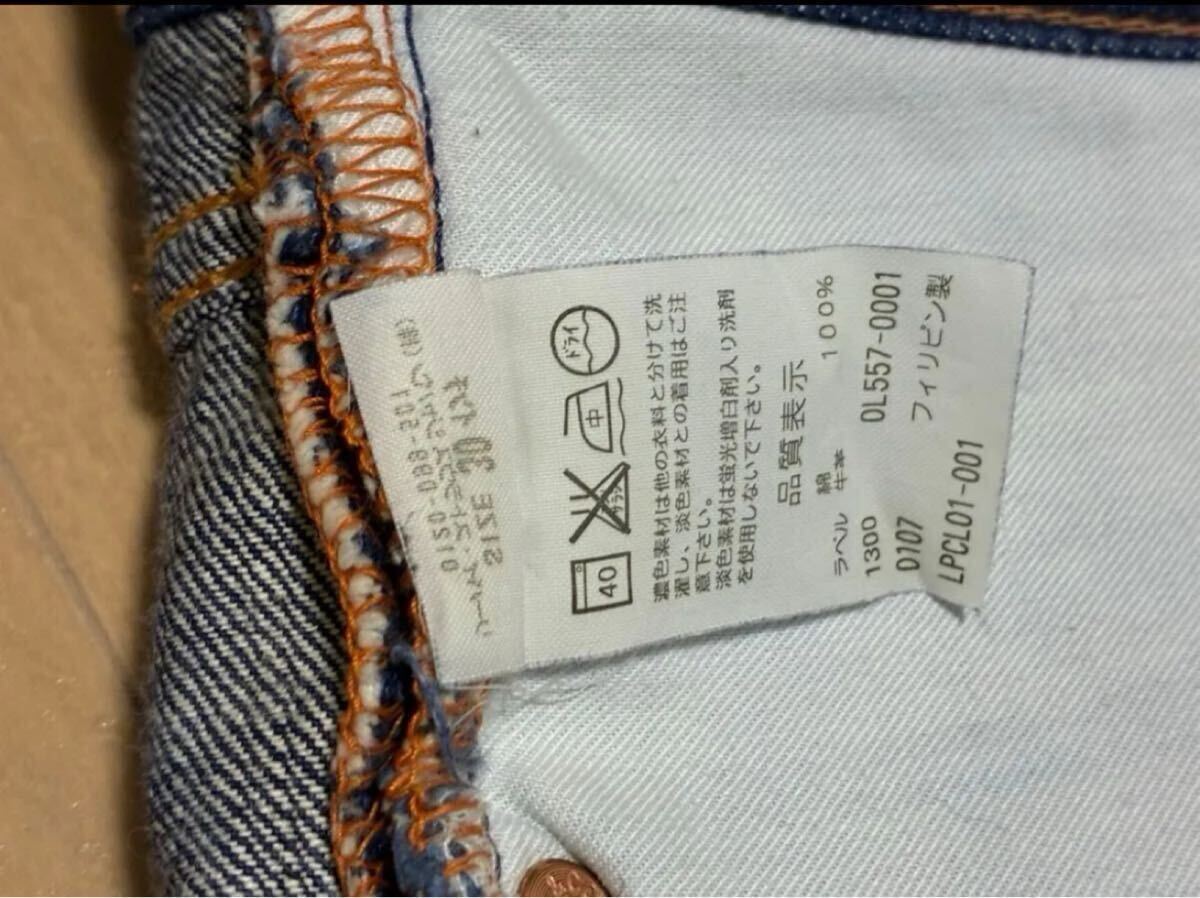 SIZE
40 中 ドライ
濃色素材は他の衣料と分けて洗
濯し、淡色素材との着用はご注
意下さい。
淡色素材は蛍光増白剤入り洗剤
を使用しないで下さい。
品質表示
綿 100%
ラベル 牛革
1300 OL557-0001
0107 フィリピン製
LPCL01-001